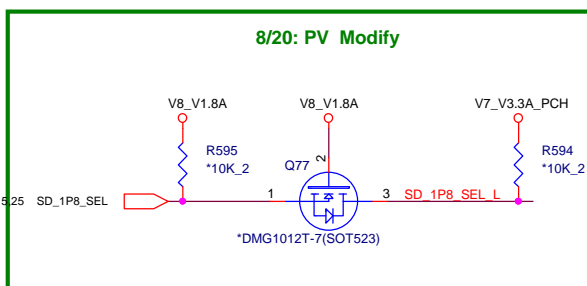 8/20: PV Modify
V8_V1.8A V8_V1.8A V7_V3.3A_PCH
R595 R594
*10K_2 Q77 2 *10K_2
5,25 SD_1P8_SEL 1 3 SD_1P8_SEL_L
*DMG1012T-7(SOT523)